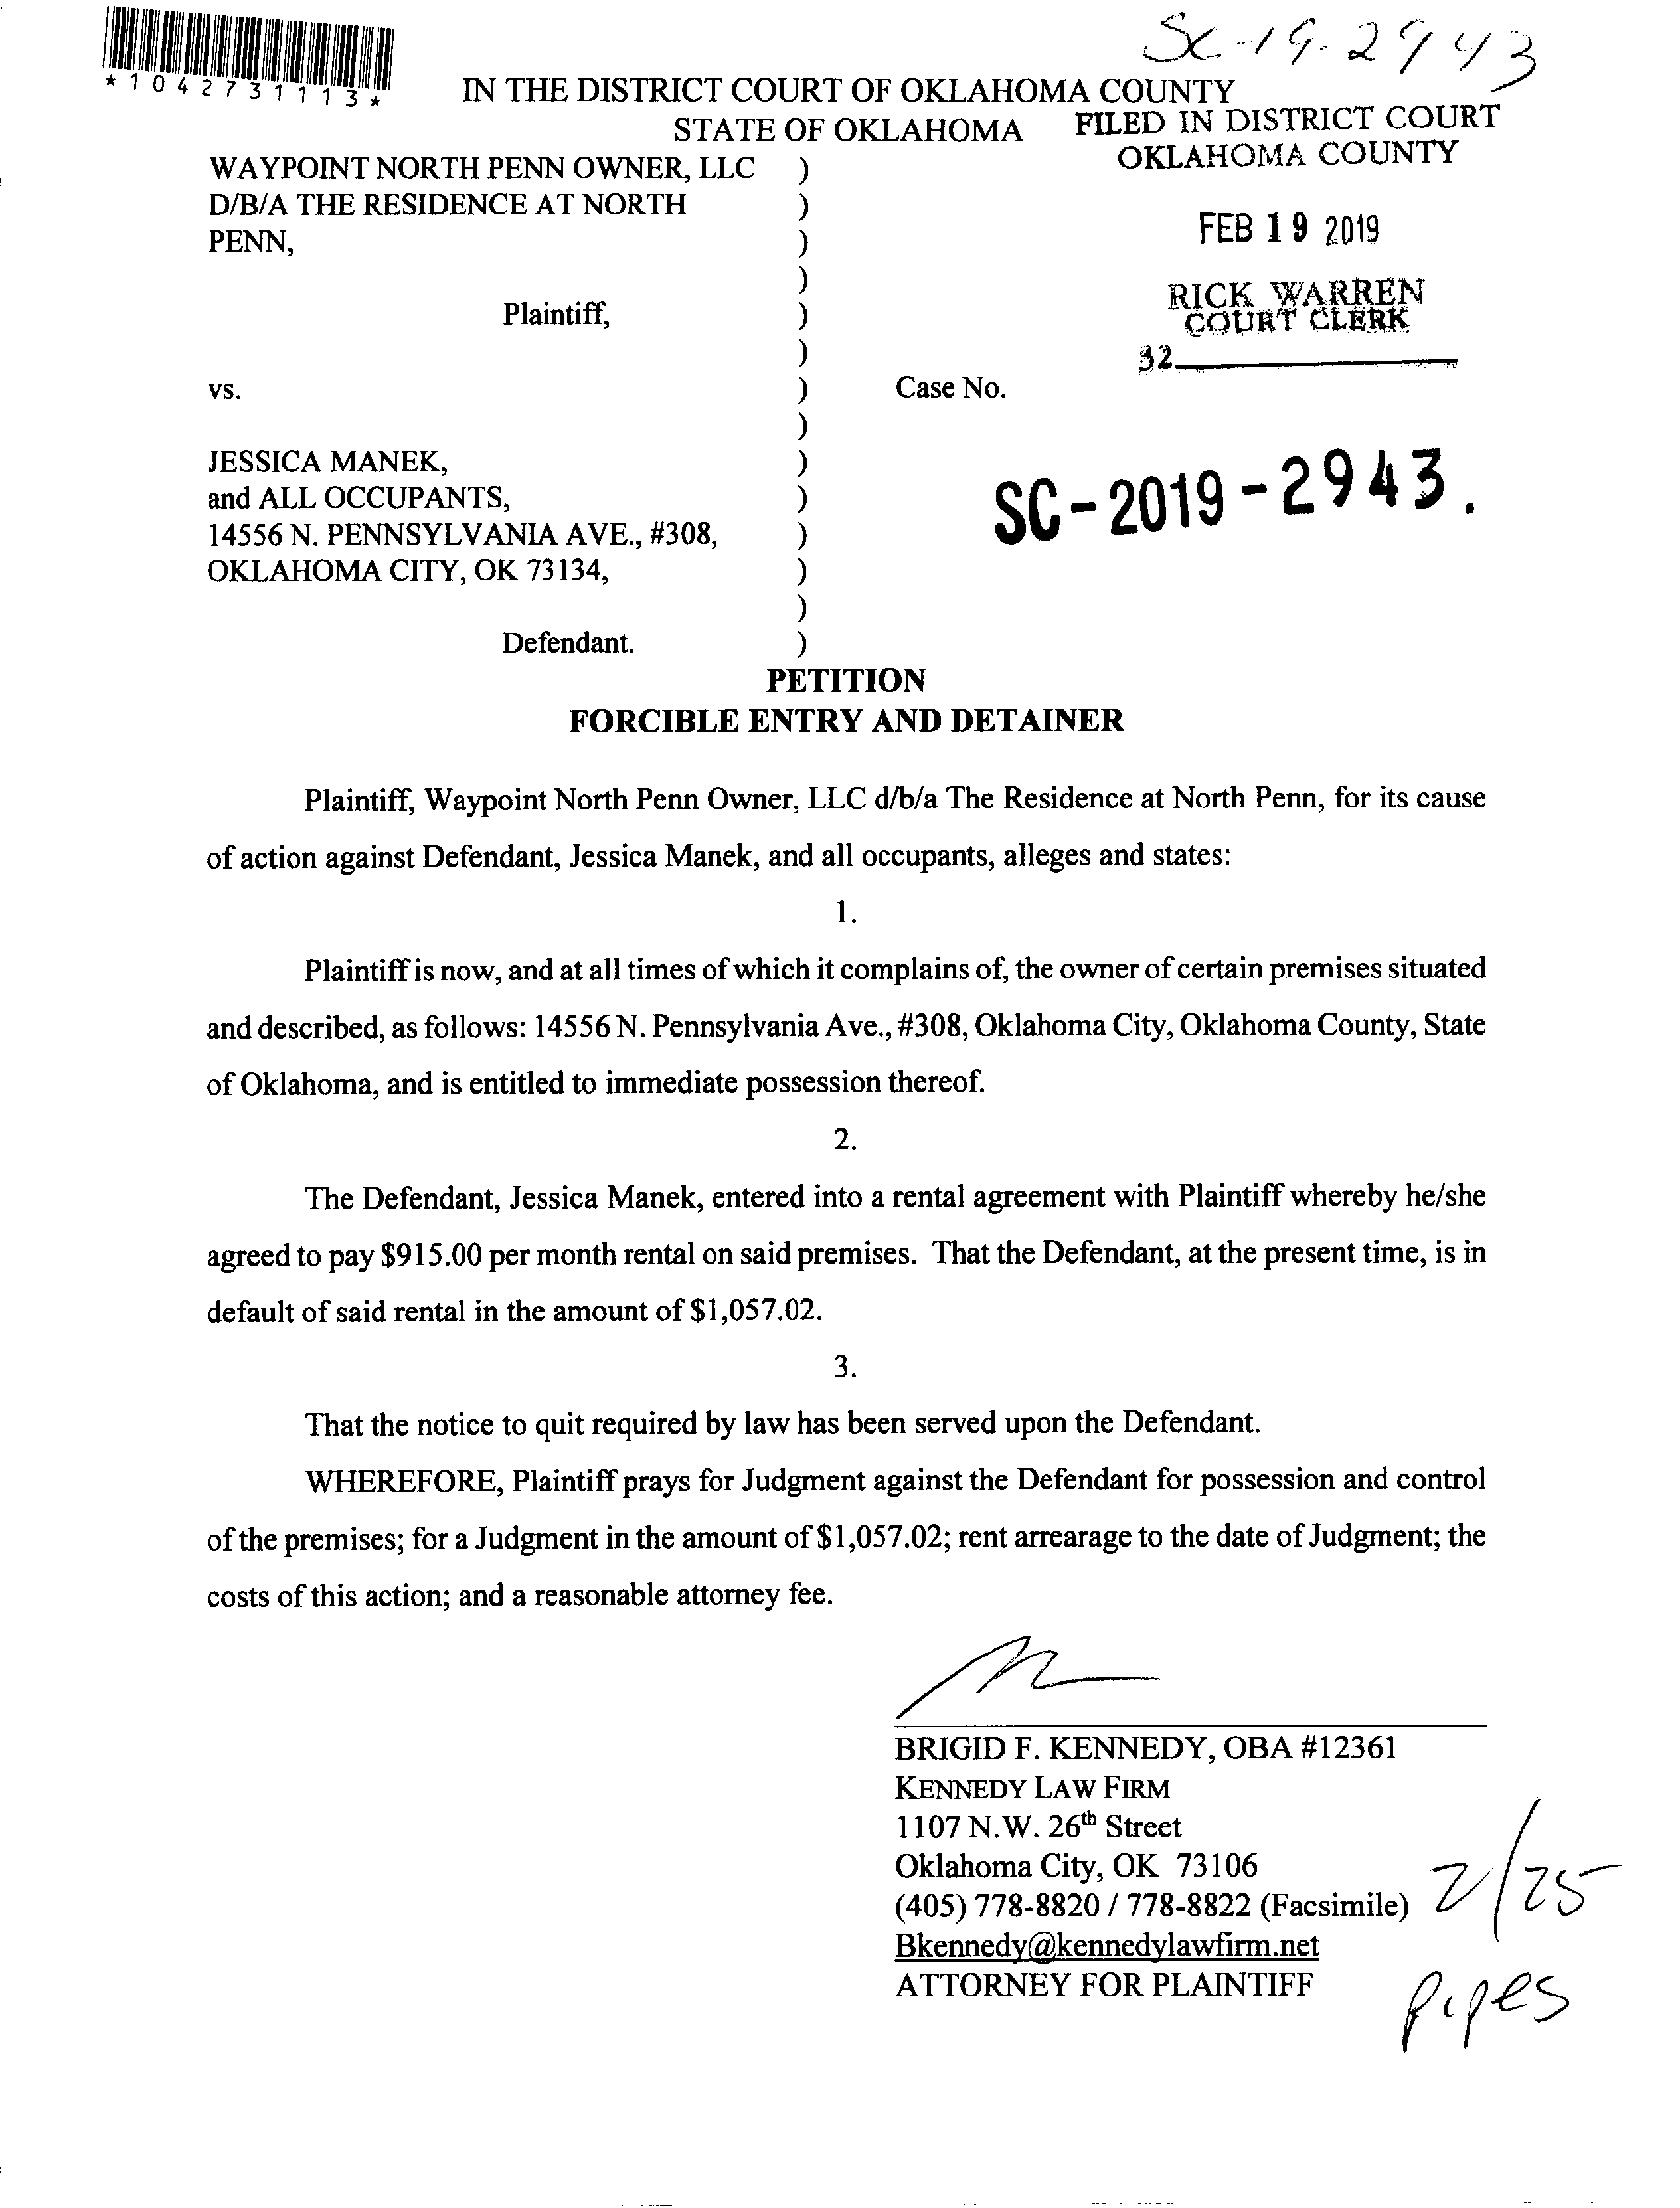 SC-19-2943
*1042731113*
IN THE DISTRICT COURT OF OKLAHOMA COUNTY
STATE OF OKLAHOMA
FILED IN DISTRICT COURT
OKLAHOMA COUNTY
FEB 19 2019
RICK WARREN
COURT CLERK
32
WAYPOINT NORTH PENN OWNER, LLC )
D/B/A THE RESIDENCE AT NORTH )
PENN, )
)
Plaintiff, )
)
vs. ) Case No.
)
JESSICA MANEK, )
and ALL OCCUPANTS, ) SC-2019-2943.
14556 N. PENNSYLVANIA AVE., #308, )
OKLAHOMA CITY, OK 73134, )
)
Defendant. )
PETITION
FORCIBLE ENTRY AND DETAINER
Plaintiff, Waypoint North Penn Owner, LLC d/b/a The Residence at North Penn, for its cause
of action against Defendant, Jessica Manek, and all occupants, alleges and states:
1.
Plaintiff is now, and at all times of which it complains of, the owner of certain premises situated
and described, as follows: 14556 N. Pennsylvania Ave., #308, Oklahoma City, Oklahoma County, State
of Oklahoma, and is entitled to immediate possession thereof.
2.
The Defendant, Jessica Manek, entered into a rental agreement with Plaintiff whereby he/she
agreed to pay $915.00 per month rental on said premises. That the Defendant, at the present time, is in
default of said rental in the amount of $1,057.02.
3.
That the notice to quit required by law has been served upon the Defendant.
WHEREFORE, Plaintiff prays for Judgment against the Defendant for possession and control
of the premises; for a Judgment in the amount of $1,057.02; rent arrearage to the date of Judgment; the
costs of this action; and a reasonable attorney fee.
BRIGID F. KENNEDY, OBA #12361
KENNEDY LAW FIRM
1107 N.W. 26th Street
Oklahoma City, OK 73106
(405) 778-8820 / 778-8822 (Facsimile)
Bkennedy@kennedylawfirm.net
ATTORNEY FOR PLAINTIFF
2/25
Pipes